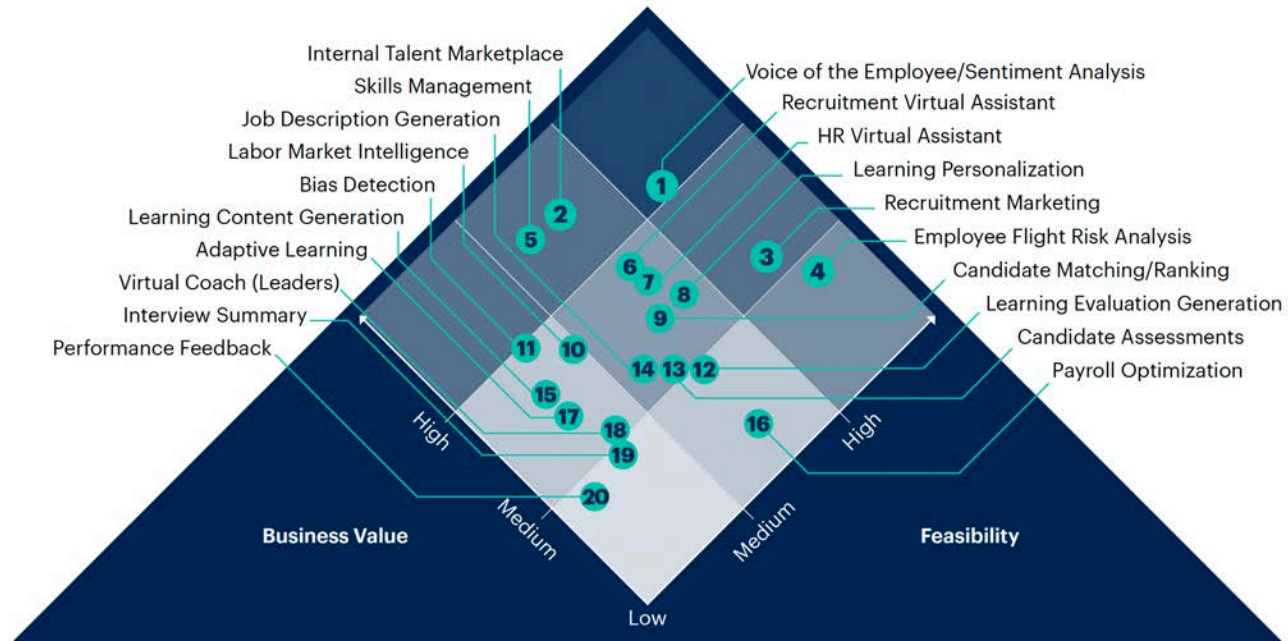 Internal Talent Marketplace
Skills Management
Job Description Generation
Labor Market Intelligence
Bias Detection
Learning Content Generation
Adaptive Learning
Virtual Coach (Leaders)
Interview Summary
Performance Feedback
Voice of the Employee/Sentiment Analysis
Recruitment Virtual Assistant
HR Virtual Assistant
Learning Personalization
Recruitment Marketing
Employee Flight Risk Analysis
Candidate Matching/Ranking
Learning Evaluation Generation
Candidate Assessments
Payroll Optimization
1
2
5
3
4
6
7
8
9
11
10
14
13
12
15
17
16
18
19
20
High
High
Medium
Medium
Business Value
Feasibility
Low